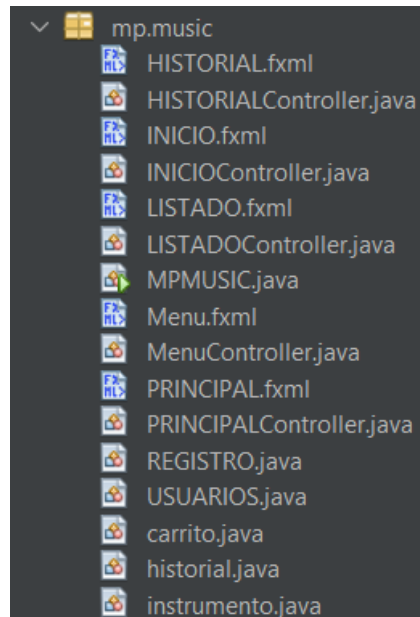 mp.music
HISTORIAL.fxml
HISTORIALController.java
INICIO.fxml
INICIOController.java
LISTADO.fxml
LISTADOController.java
MPMUSIC.java
Menu.fxml
MenuController.java
PRINCIPAL.fxml
PRINCIPALController.java
REGISTRO.java
USUARIOS.java
carrito.java
historial.java
instrumento.java